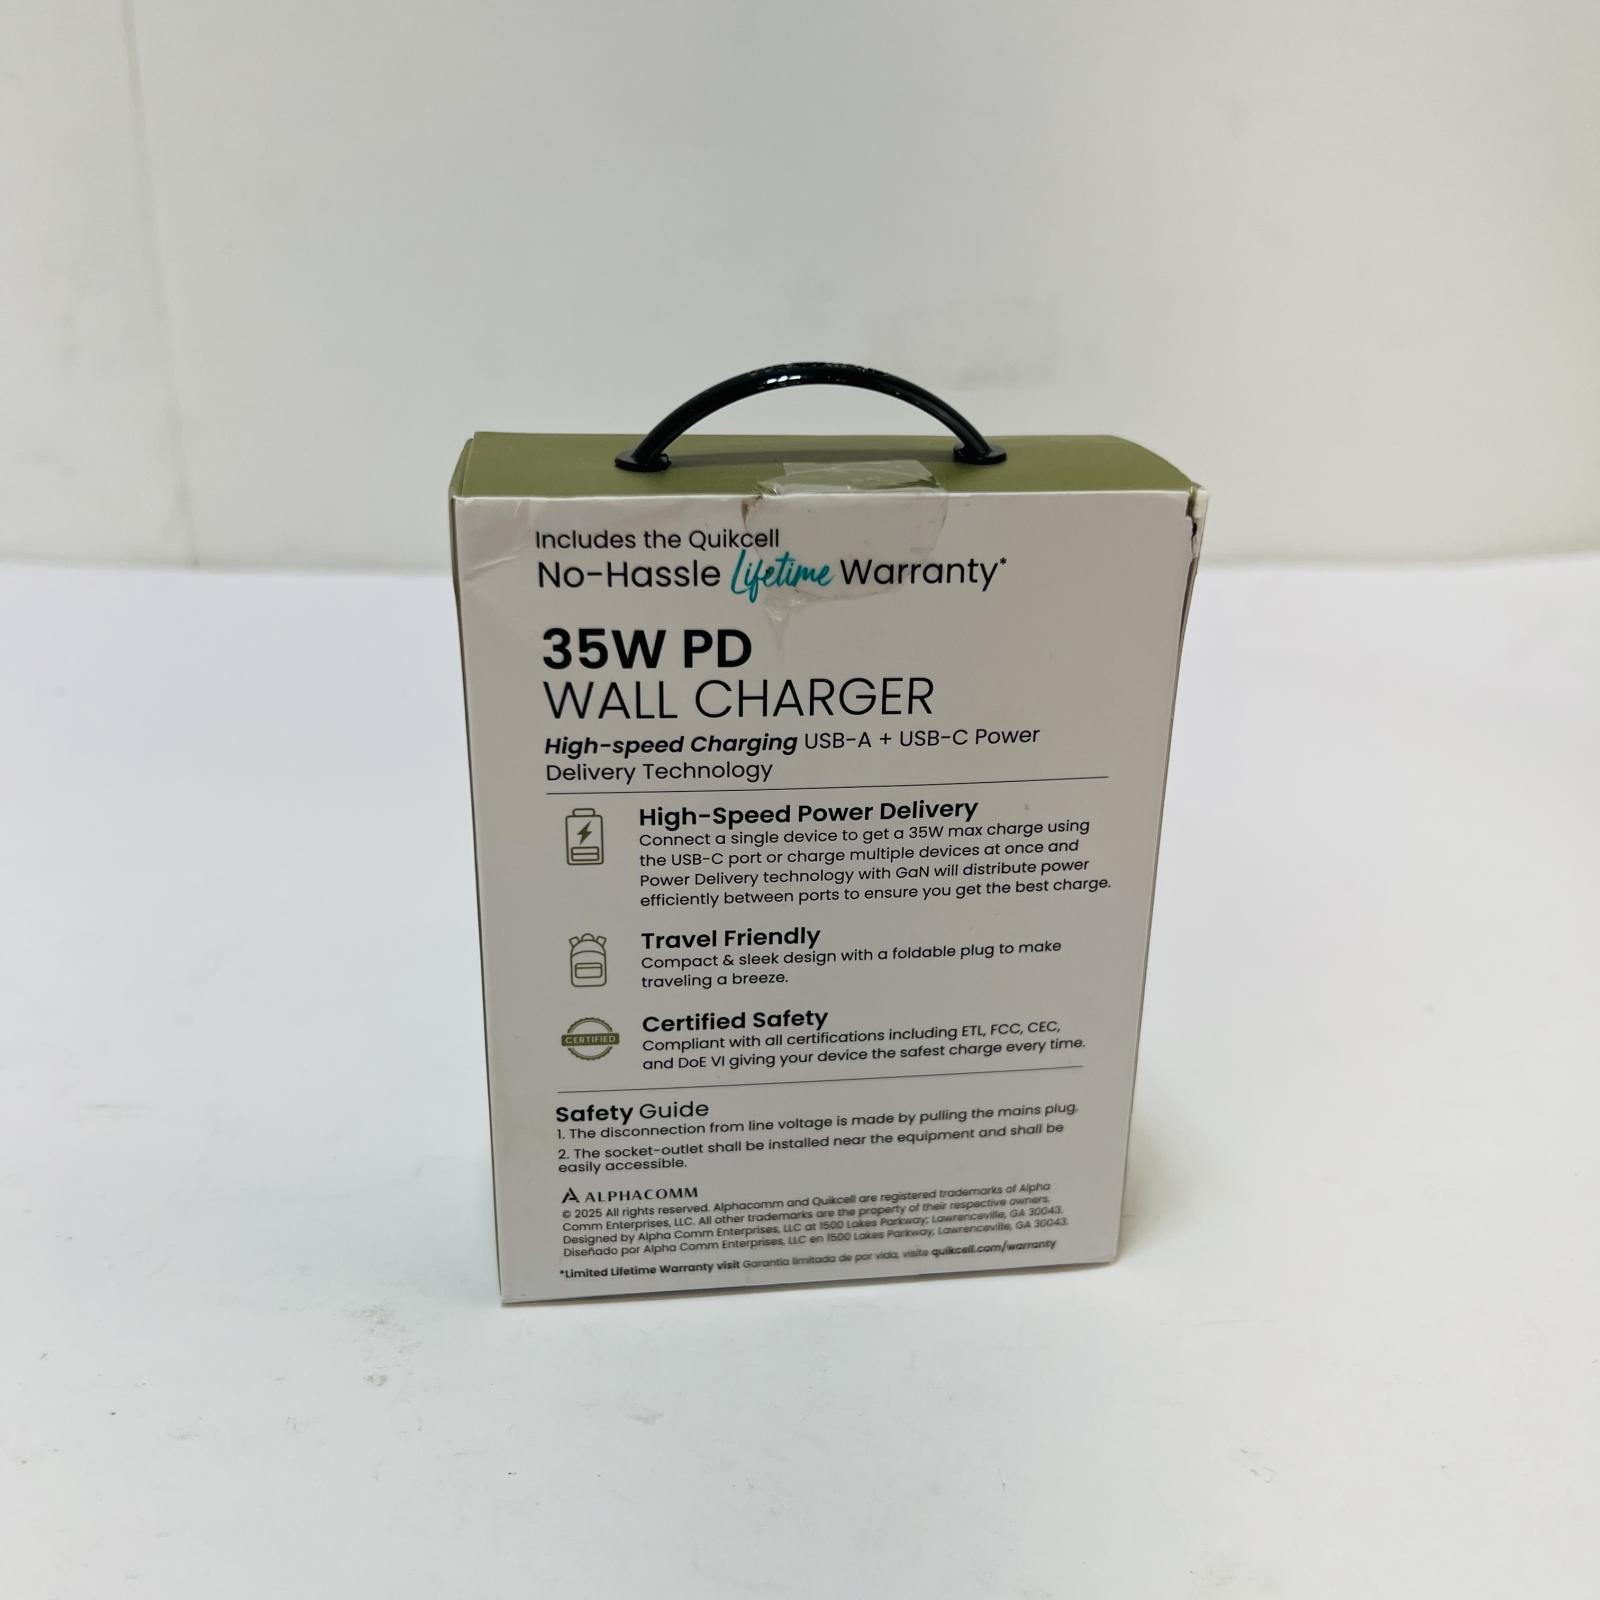 Includes the Quikcell
No-Hassle Lifetime Warranty*
35W PD
WALL CHARGER
High-speed Charging USB-A + USB-C Power
Delivery Technology
High-Speed Power Delivery
Connect a single device to get a 35W max charge using
the USB-C port or charge multiple devices at once and
Power Delivery technology with GaN will distribute power
efficiently between ports to ensure you get the best charge.
Travel Friendly
Compact & sleek design with a foldable plug to make
traveling a breeze.
CERTIFIED
Certified Safety
Compliant with all certifications including ETL, FCC, CEC,
and DoE VI giving your device the safest charge every time.
Safety Guide
1. The disconnection from line voltage is made by pulling the mains plug.
2. The socket-outlet shall be installed near the equipment and shall be
easily accessible.
ALPHACOMM
© 2025 All rights reserved. Alphacomm and Quikcell are registered trademarks of Alpha
Comm Enterprises, LLC. All other trademarks are the property of their respective owners.
Designed by Alpha Comm Enterprises, LLC at 1500 Lakes Parkway, Lawrenceville, GA 30043.
Diseñado por Alpha Comm Enterprises, LLC en 1500 Lakes Parkway, Lawrenceville, GA 30043.
*Limited Lifetime Warranty visit Garantía limitada de por vida, visite quikcell.com/warranty